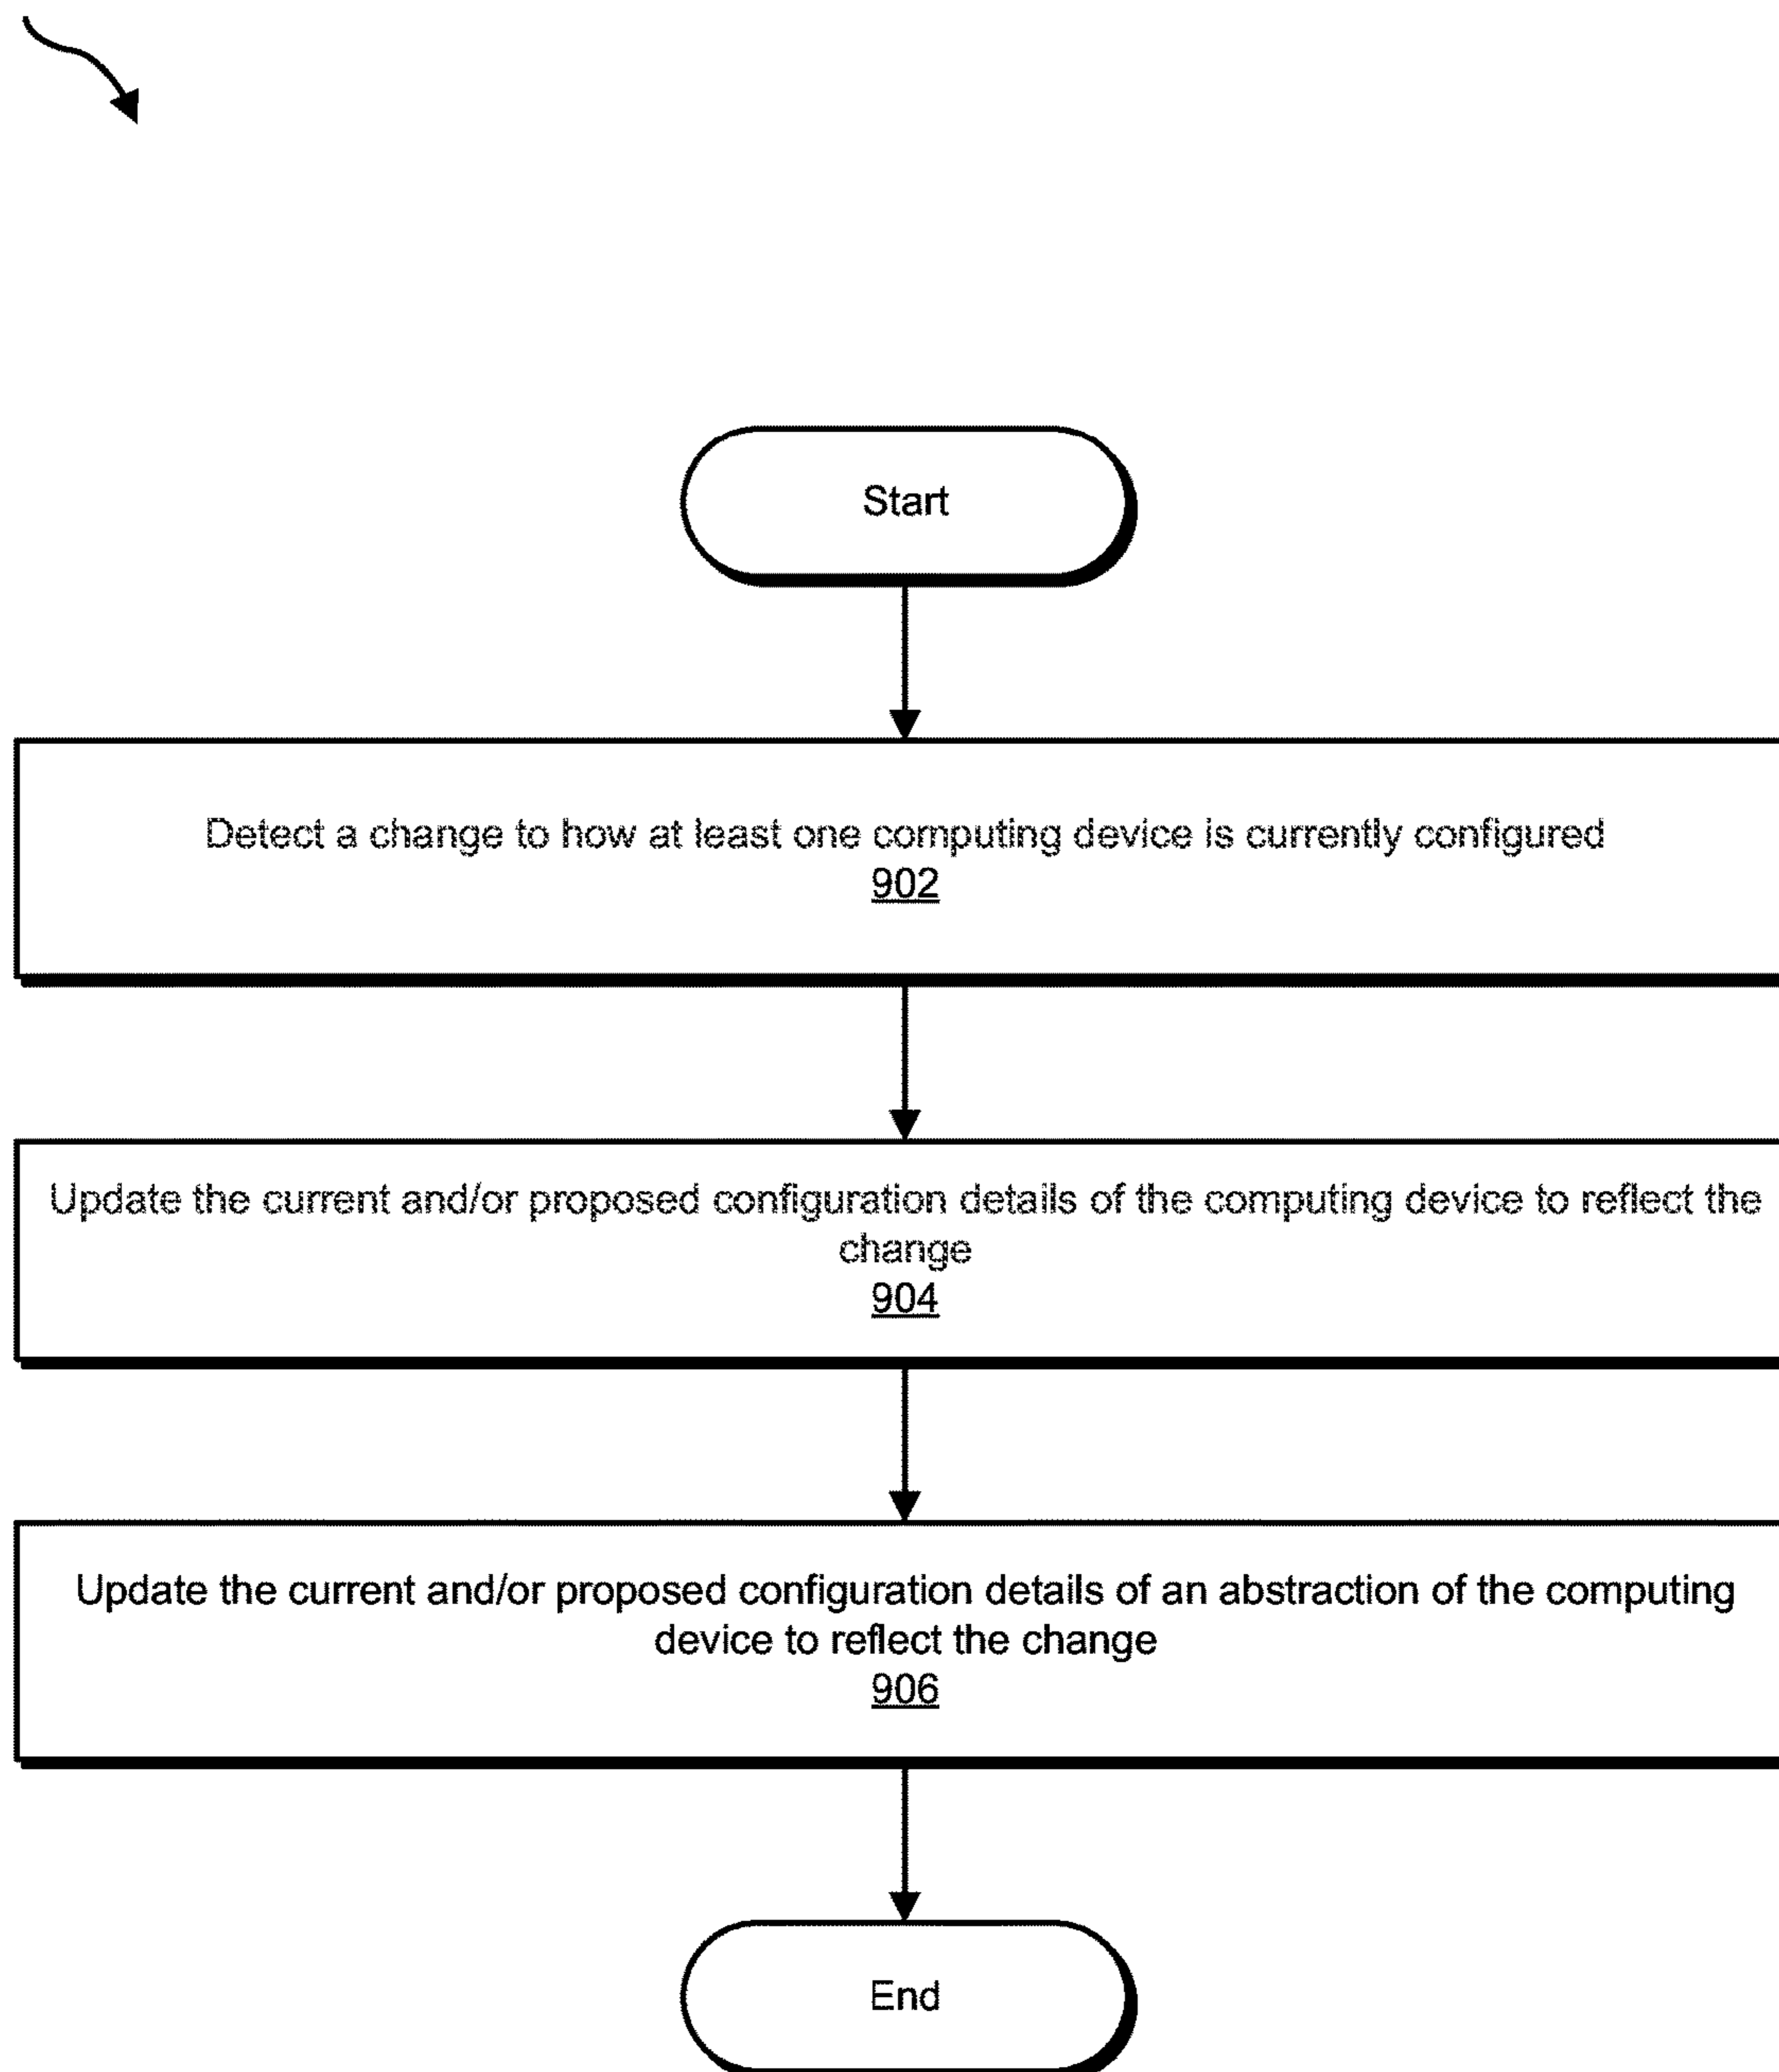 Start
Detect a change to how at least one computing device is currently configured
902
Update the current and/or proposed configuration details of the computing device to reflect the
change
904
Update the current and/or proposed configuration details of an abstraction of the computing
device to reflect the change
906
End